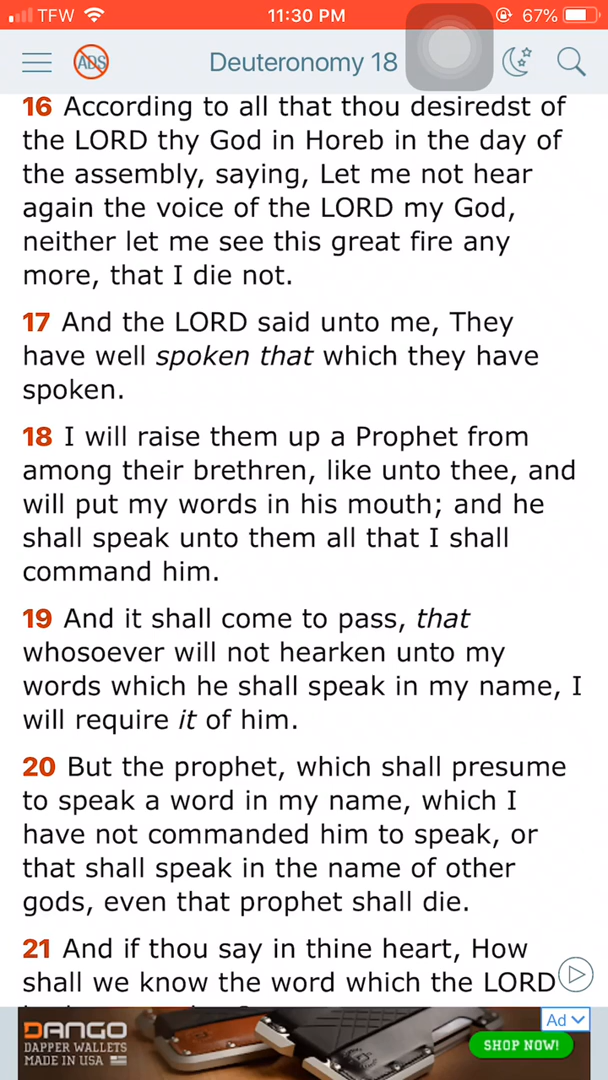 TFW 11:30 PM 67%
ADS Deuteronomy 18
16 According to all that thou desiredst of
the LORD thy God in Horeb in the day of
the assembly, saying, Let me not hear
again the voice of the LORD my God,
neither let me see this great fire any
more, that I die not.
17 And the LORD said unto me, They
have well spoken that which they have
spoken.
18 I will raise them up a Prophet from
among their brethren, like unto thee, and
will put my words in his mouth; and he
shall speak unto them all that I shall
command him.
19 And it shall come to pass, that
whosoever will not hearken unto my
words which he shall speak in my name, I
will require it of him.
20 But the prophet, which shall presume
to speak a word in my name, which I
have not commanded him to speak, or
that shall speak in the name of other
gods, even that prophet shall die.
21 And if thou say in thine heart, How
shall we know the word which the LORD
Ad
DANGO
DAPPER WALLETS
MADE IN USA
SHOP NOW!